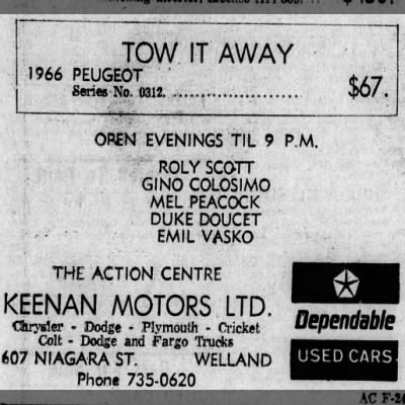 TOW IT AWAY
1966 PEUGEOT
Series No. 0312. ........................ $67.
OPEN EVENINGS TIL 9 P.M.
ROLY SCOTT
GINO COLOSIMO
MEL PEACOCK
DUKE DOUCET
EMIL VASKO
THE ACTION CENTRE
KEENAN MOTORS LTD.
Chrysler - Dodge - Plymouth - Cricket
Colt - Dodge and Fargo Trucks
607 NIAGARA ST. WELLAND
Phone 735-0620
Dependable
USED CARS
AC F-24